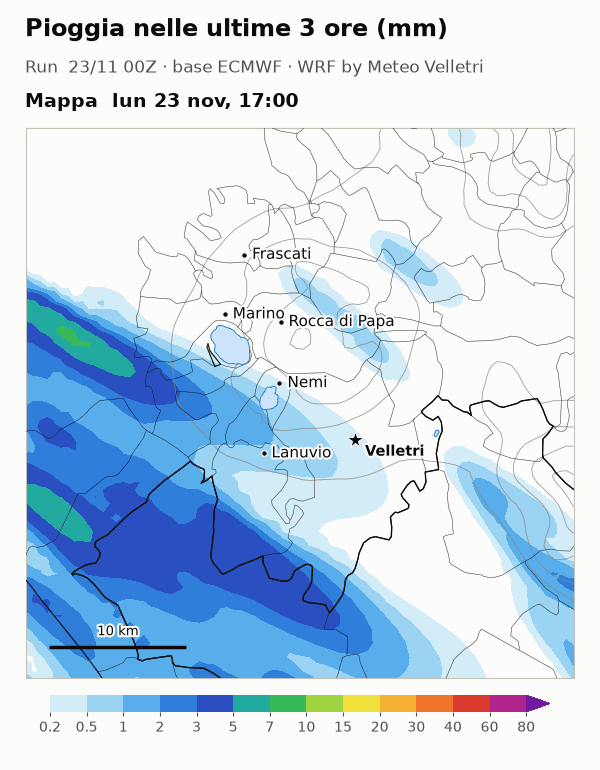 Pioggia nelle ultime 3 ore (mm)
Run  23/11 00Z · base ECMWF · WRF by Meteo Velletri
Mappa  lun 23 nov, 17:00
Frascati
Marino
Rocca di Papa
Nemi
Velletri
Lanuvio
10 km
0.2 0.5 1 2 3 5 7 10 15 20 30 40 60 80